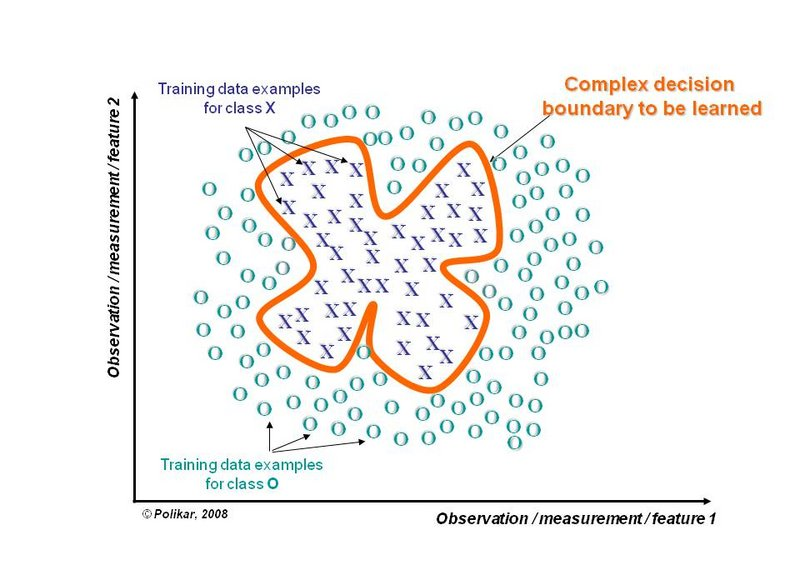 Training data examples
for class X
Complex decision
boundary to be learned
Observation / measurement / feature 2
Training data examples
for class O
© Polikar, 2008
Observation / measurement / feature 1